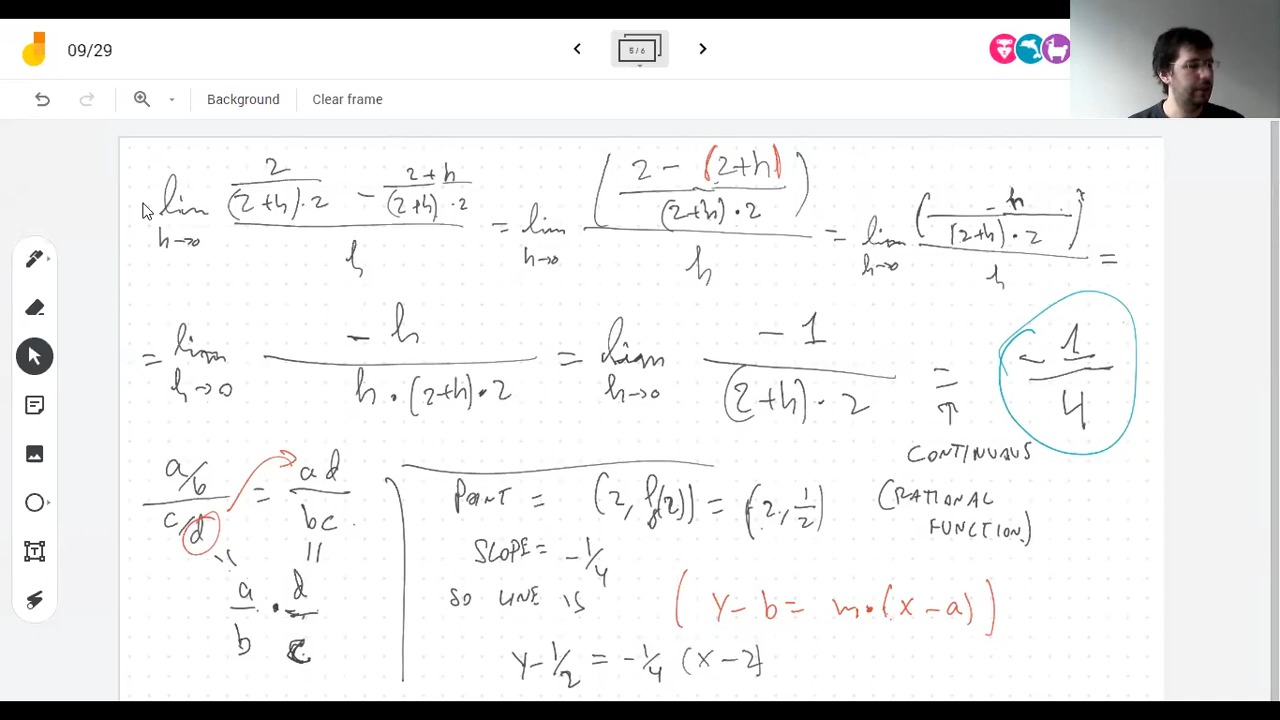 09/29
5/6
Background
Clear frame
lim h→0 (2/((2+h)·2) - (2+h)/((2+h)·2))/h = lim h→0 ((2-(2+h))/((2+h)·2))/h = lim h→0 (-h/((2+h)·2))/h =
= lim h→0 -h/(h·(2+h)·2) = lim h→0 -1/((2+h)·2) = -1/4
↑
CONTINUOUS
(RATIONAL
FUNCTION)
(a/b)/(c/d) = ad/bc
= a/b · d/c
POINT = (2, f(2)) = (2, 1/2)
SLOPE = -1/4
SO LINE IS
(Y-b = m·(x-a))
Y-1/2 = -1/4 (x-2)